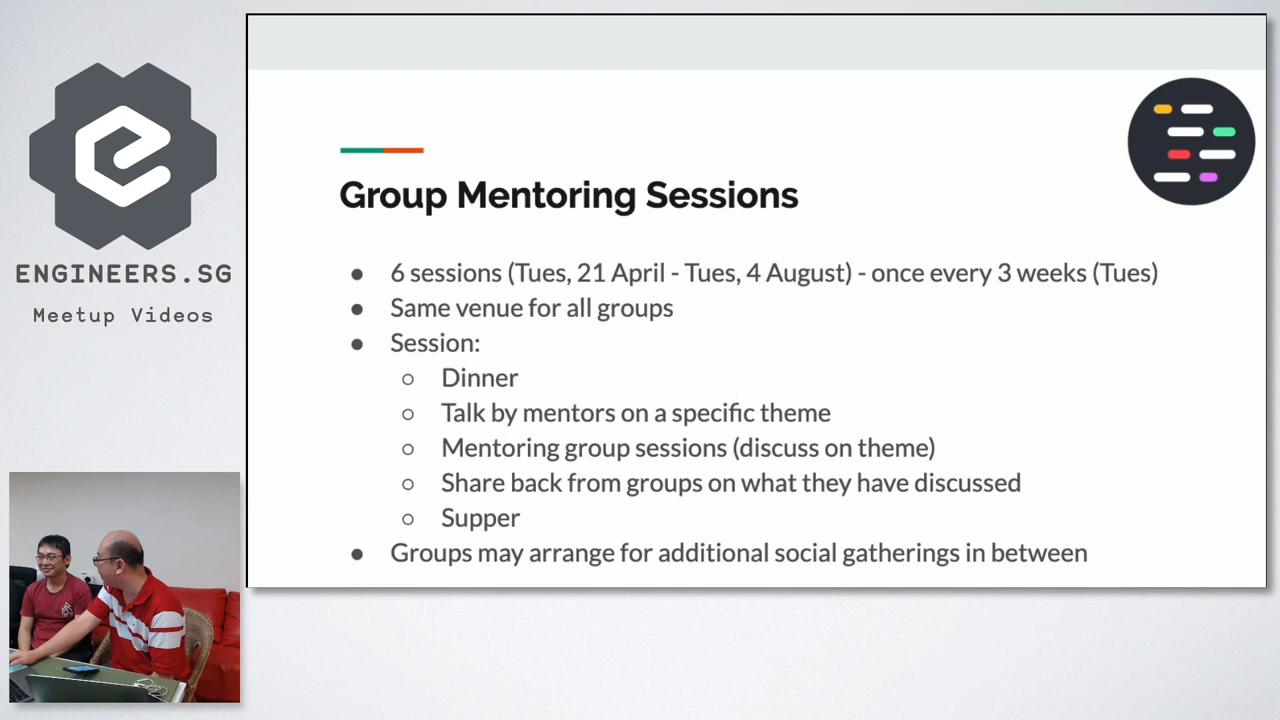 ENGINEERS.SG
Meetup Videos
Group Mentoring Sessions
● 6 sessions (Tues, 21 April - Tues, 4 August) - once every 3 weeks (Tues)
● Same venue for all groups
● Session:
○ Dinner
○ Talk by mentors on a specific theme
○ Mentoring group sessions (discuss on theme)
○ Share back from groups on what they have discussed
○ Supper
● Groups may arrange for additional social gatherings in between